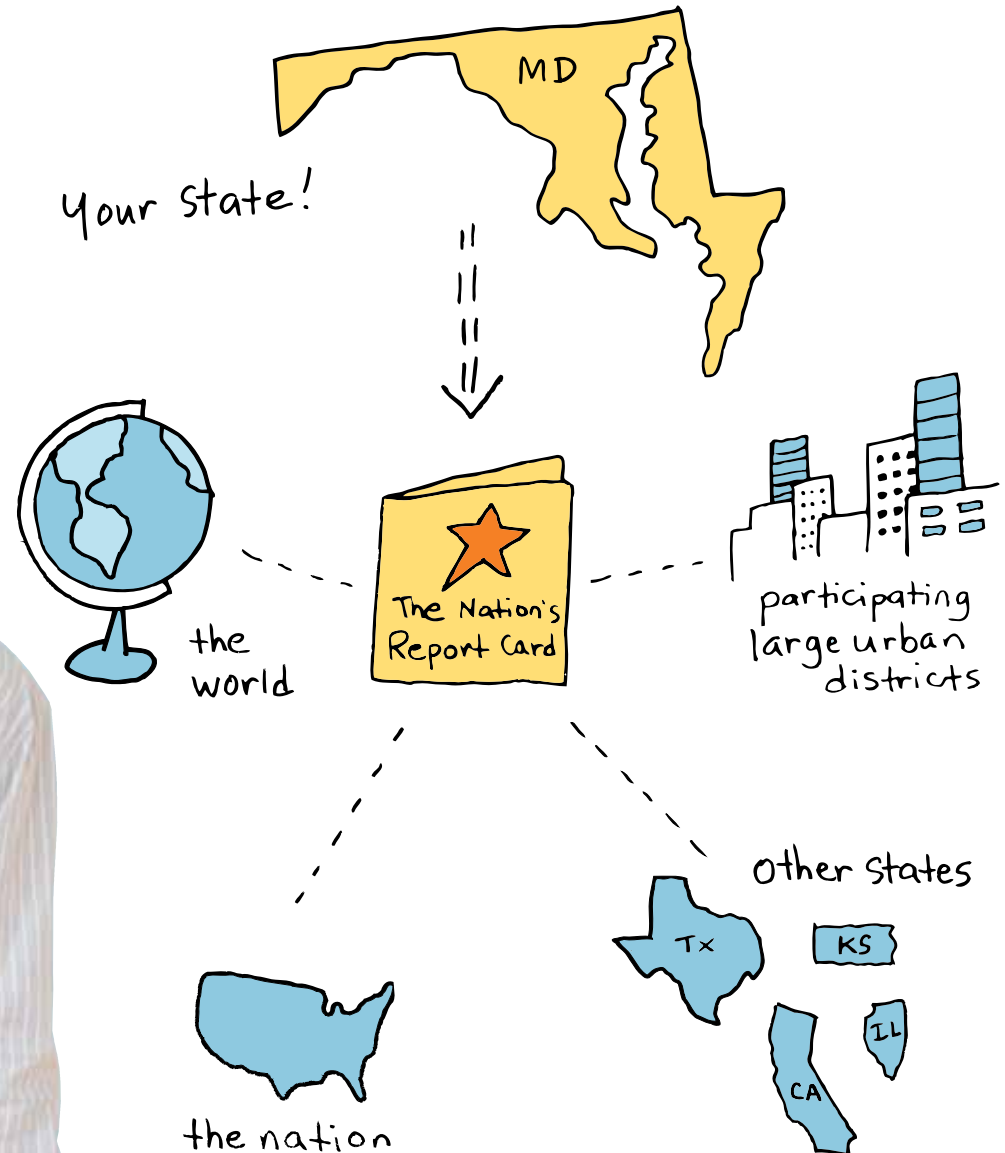 MD
your state!
The Nation's
Report Card
the
world
participating
large urban
districts
other states
TX
KS
IL
CA
the nation